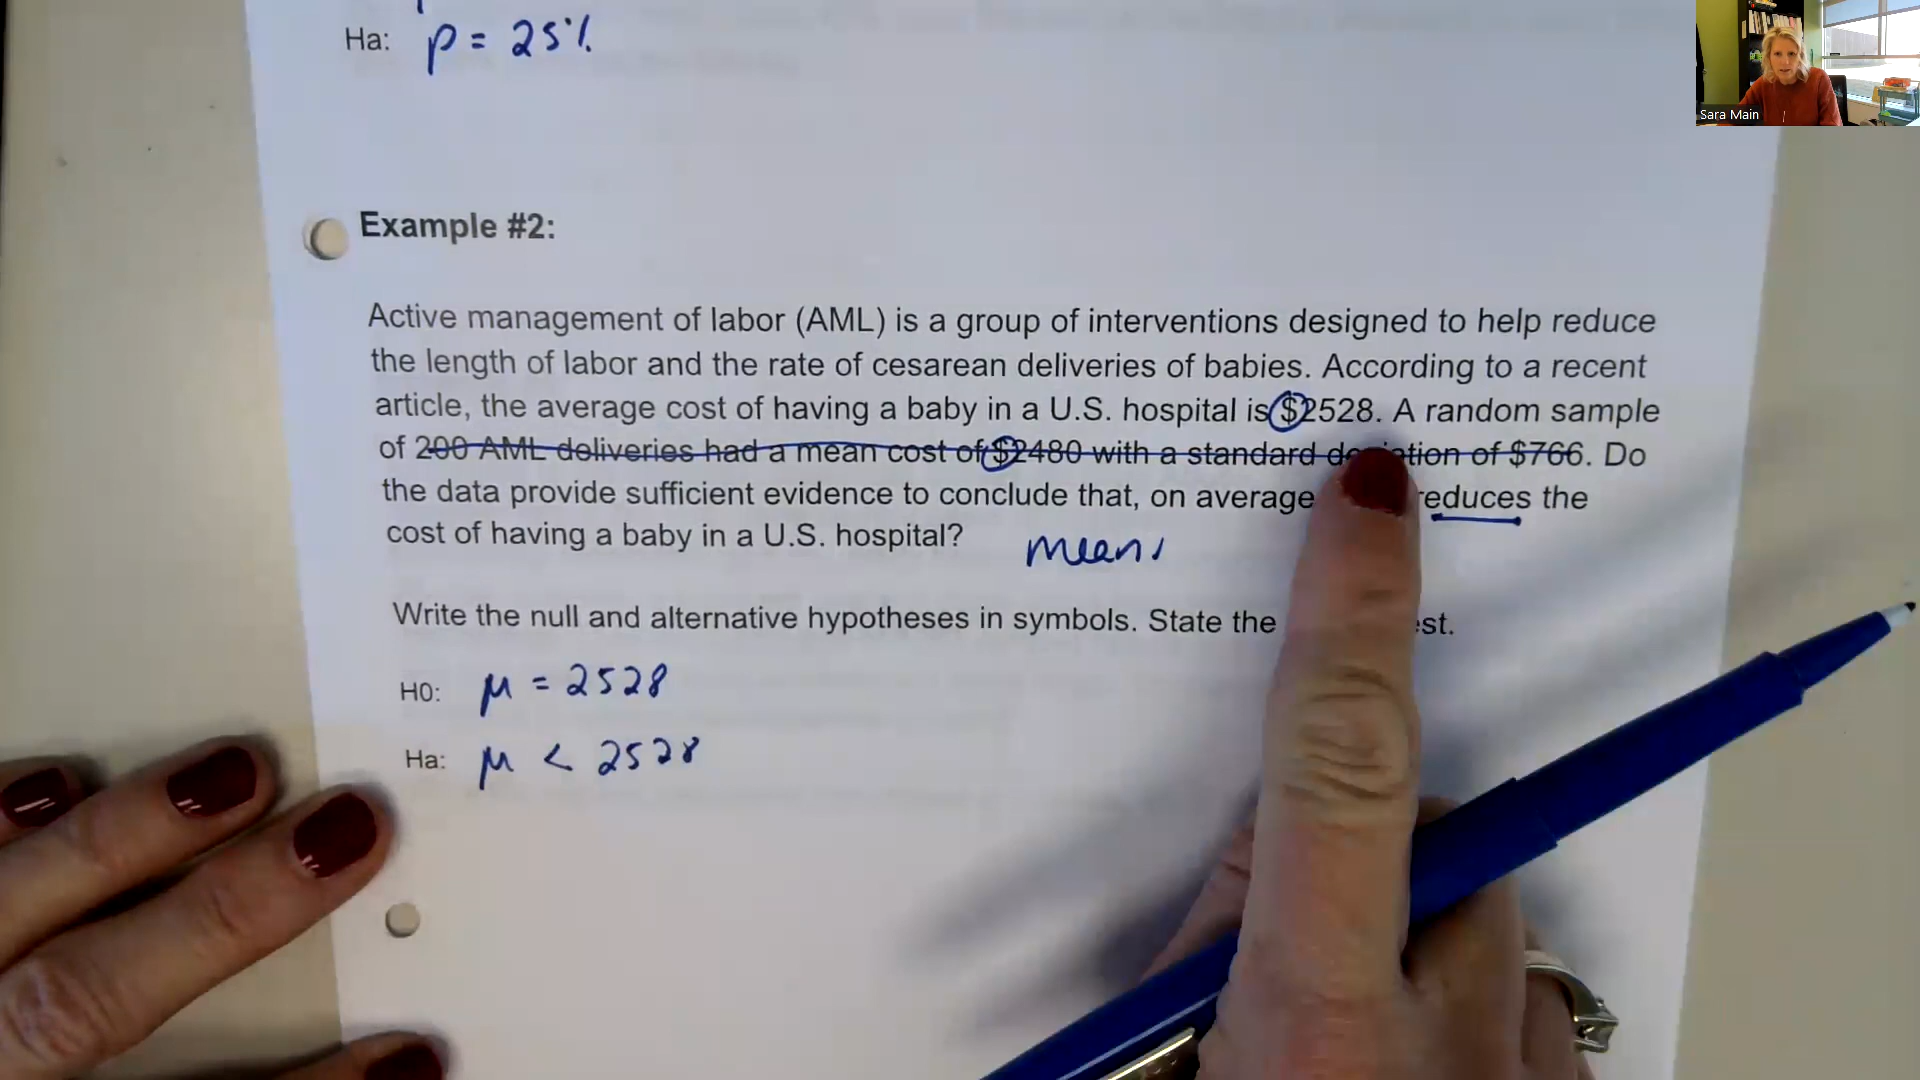 Ha: p = 25%
Sara Main
Example #2:
Active management of labor (AML) is a group of interventions designed to help reduce
the length of labor and the rate of cesarean deliveries of babies. According to a recent
article, the average cost of having a baby in a U.S. hospital is $2528. A random sample
of 200 AML deliveries had a mean cost of $2480 with a standard deviation of $766. Do
the data provide sufficient evidence to conclude that, on average reduces the
cost of having a baby in a U.S. hospital? means
Write the null and alternative hypotheses in symbols. State the
H0: μ = 2528
Ha: μ < 2528